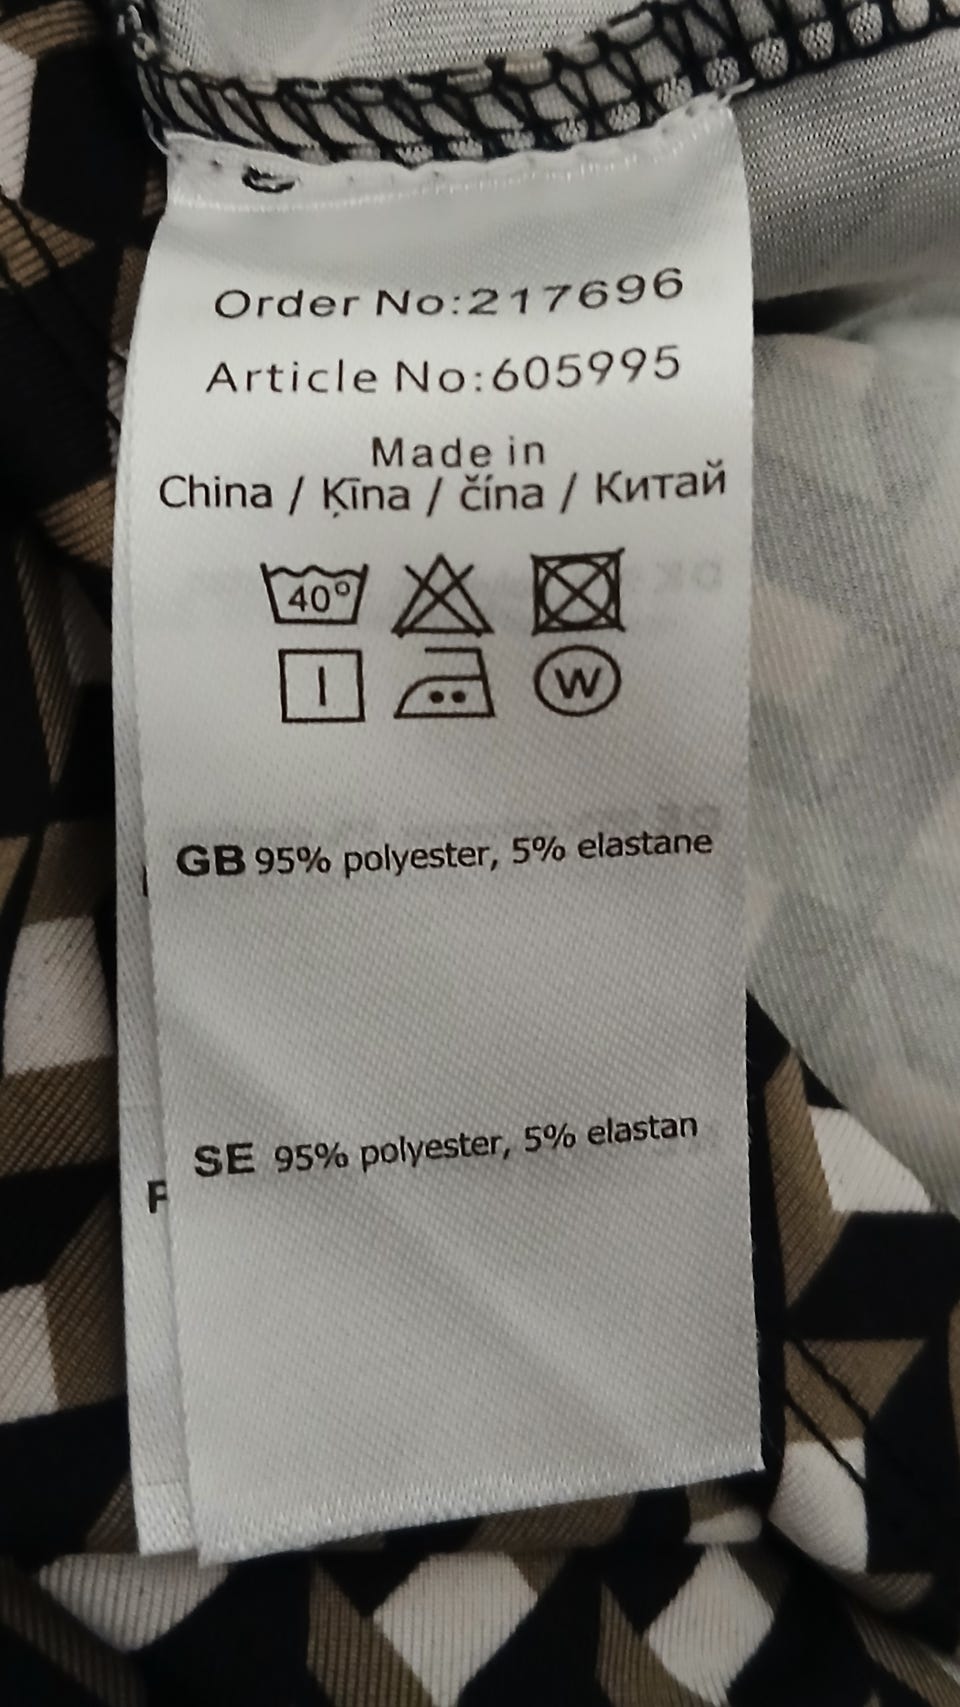 Order No:217696
Article No:605995
Made in
China / Ķīna / čína / Китай
40°
W
GB 95% polyester, 5% elastane
SE 95% polyester, 5% elastan